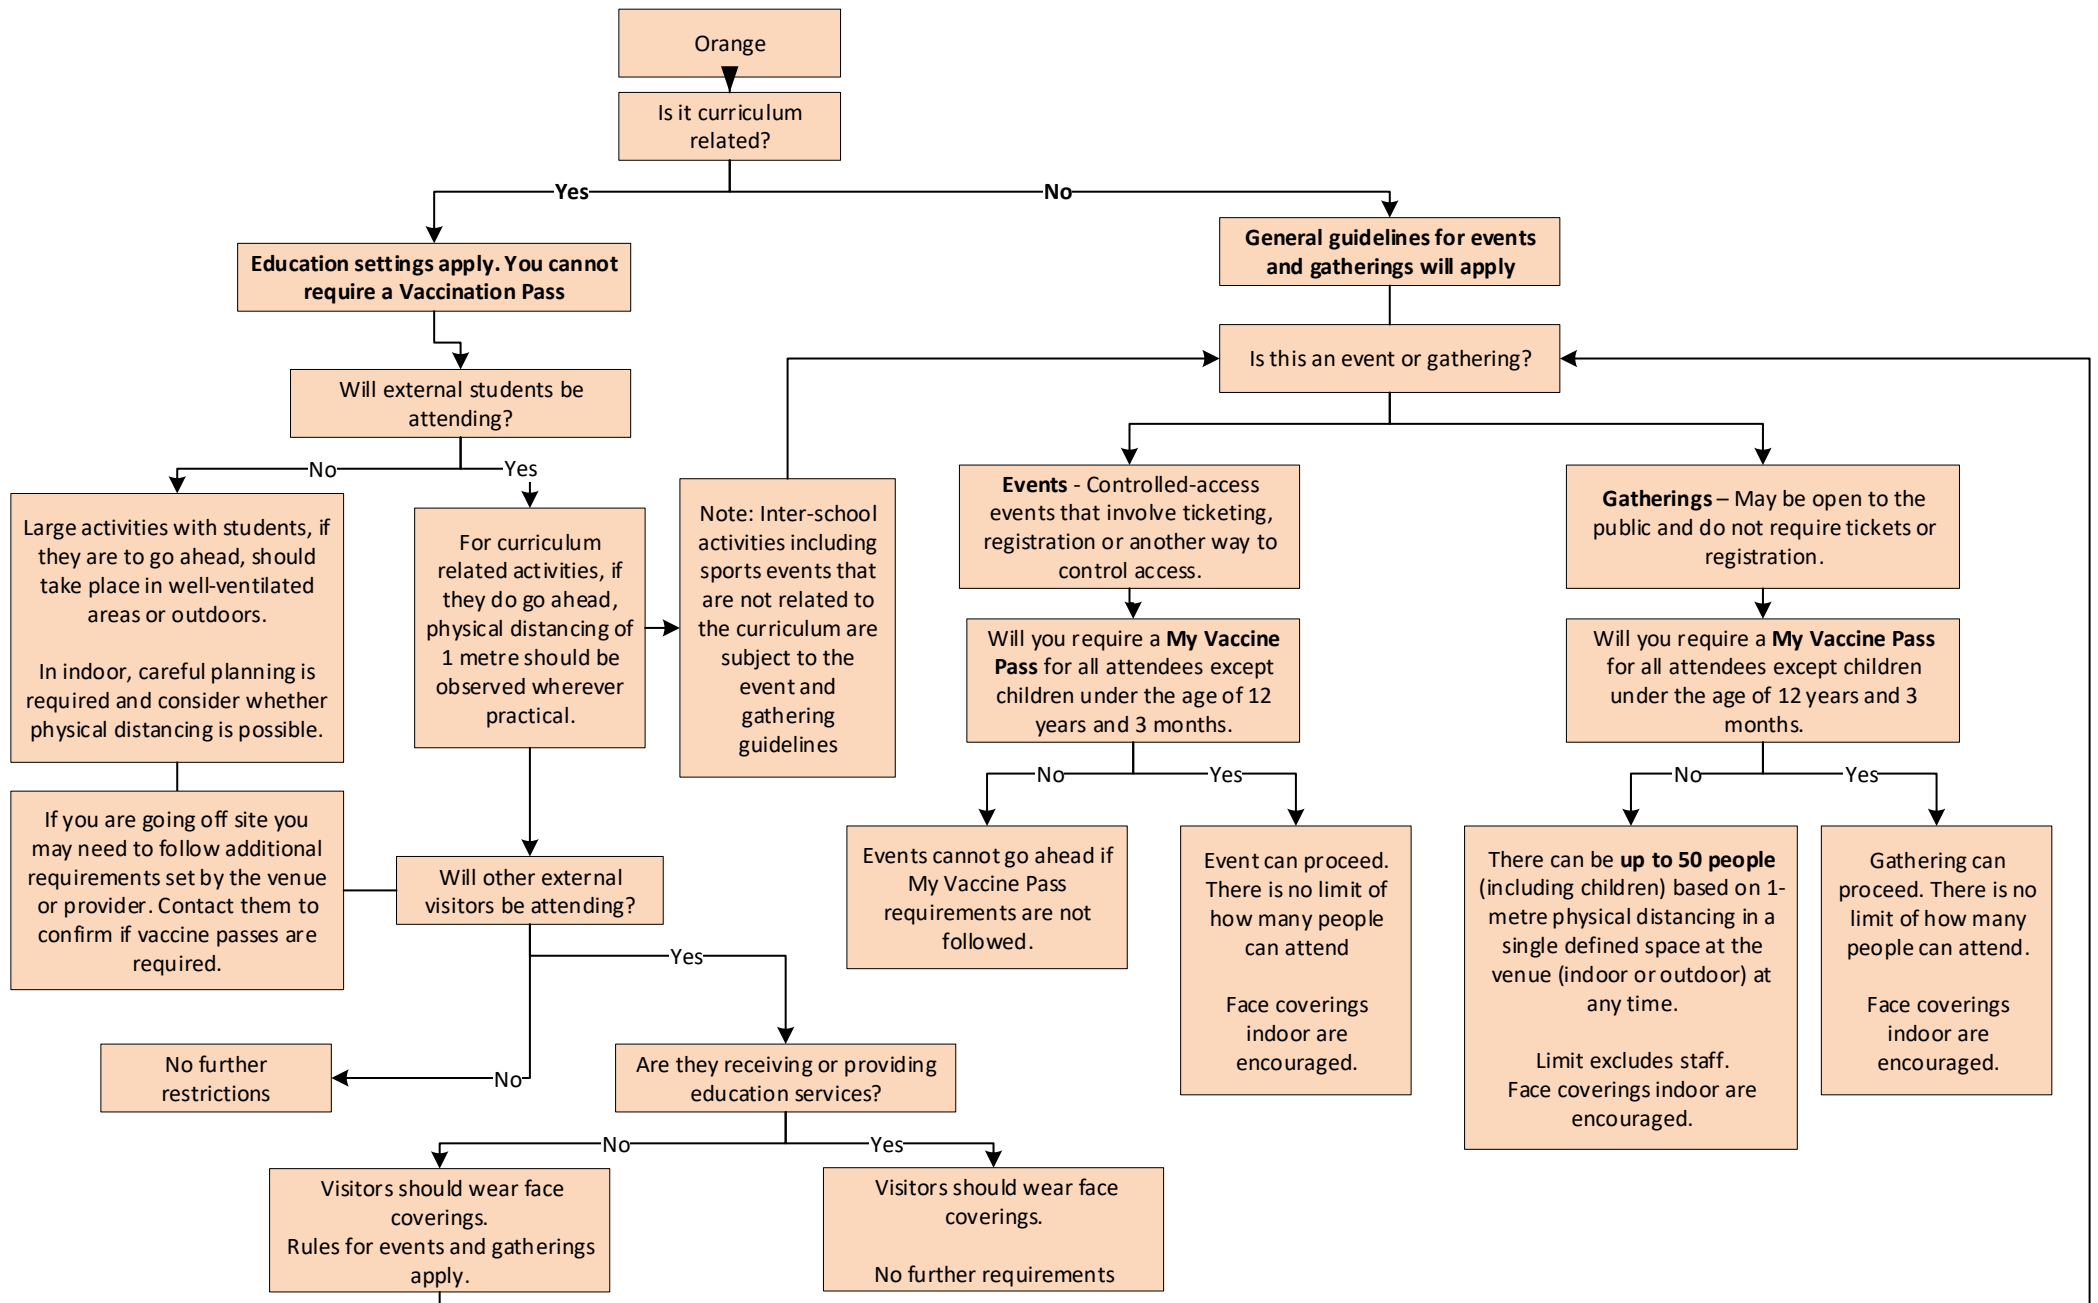 Orange
Is it curriculum
related?
Yes
No
Education settings apply. You cannot
require a Vaccination Pass
General guidelines for events
and gatherings will apply
Is this an event or gathering?
Will external students be
attending?
No
Yes
Large activities with students, if
they are to go ahead, should
take place in well-ventilated
areas or outdoors.
In indoor, careful planning is
required and consider whether
physical distancing is possible.
For curriculum
related activities, if
they do go ahead,
physical distancing of
1 metre should be
observed wherever
practical.
Note: Inter-school
activities including
sports events that
are not related to
the curriculum are
subject to the
event and
gathering
guidelines
Events - Controlled-access
events that involve ticketing,
registration or another way to
control access.
Gatherings – May be open to the
public and do not require tickets or
registration.
Will you require a My Vaccine
Pass for all attendees except
children under the age of 12
years and 3 months.
Will you require a My Vaccine Pass
for all attendees except children
under the age of 12 years and 3
months.
No
Yes
No
Yes
If you are going off site you
may need to follow additional
requirements set by the venue
or provider. Contact them to
confirm if vaccine passes are
required.
Will other external
visitors be attending?
Events cannot go ahead if
My Vaccine Pass
requirements are not
followed.
Event can proceed.
There is no limit of
how many people
can attend
Face coverings
indoor are
encouraged.
There can be up to 50 people
(including children) based on 1-
metre physical distancing in a
single defined space at the
venue (indoor or outdoor) at
any time.
Limit excludes staff.
Face coverings indoor are
encouraged.
Gathering can
proceed. There is no
limit of how many
people can attend.
Face coverings
indoor are
encouraged.
Yes
No
No further
restrictions
Are they receiving or providing
education services?
No
Yes
Visitors should wear face
coverings.
Rules for events and gatherings
apply.
Visitors should wear face
coverings.
No further requirements